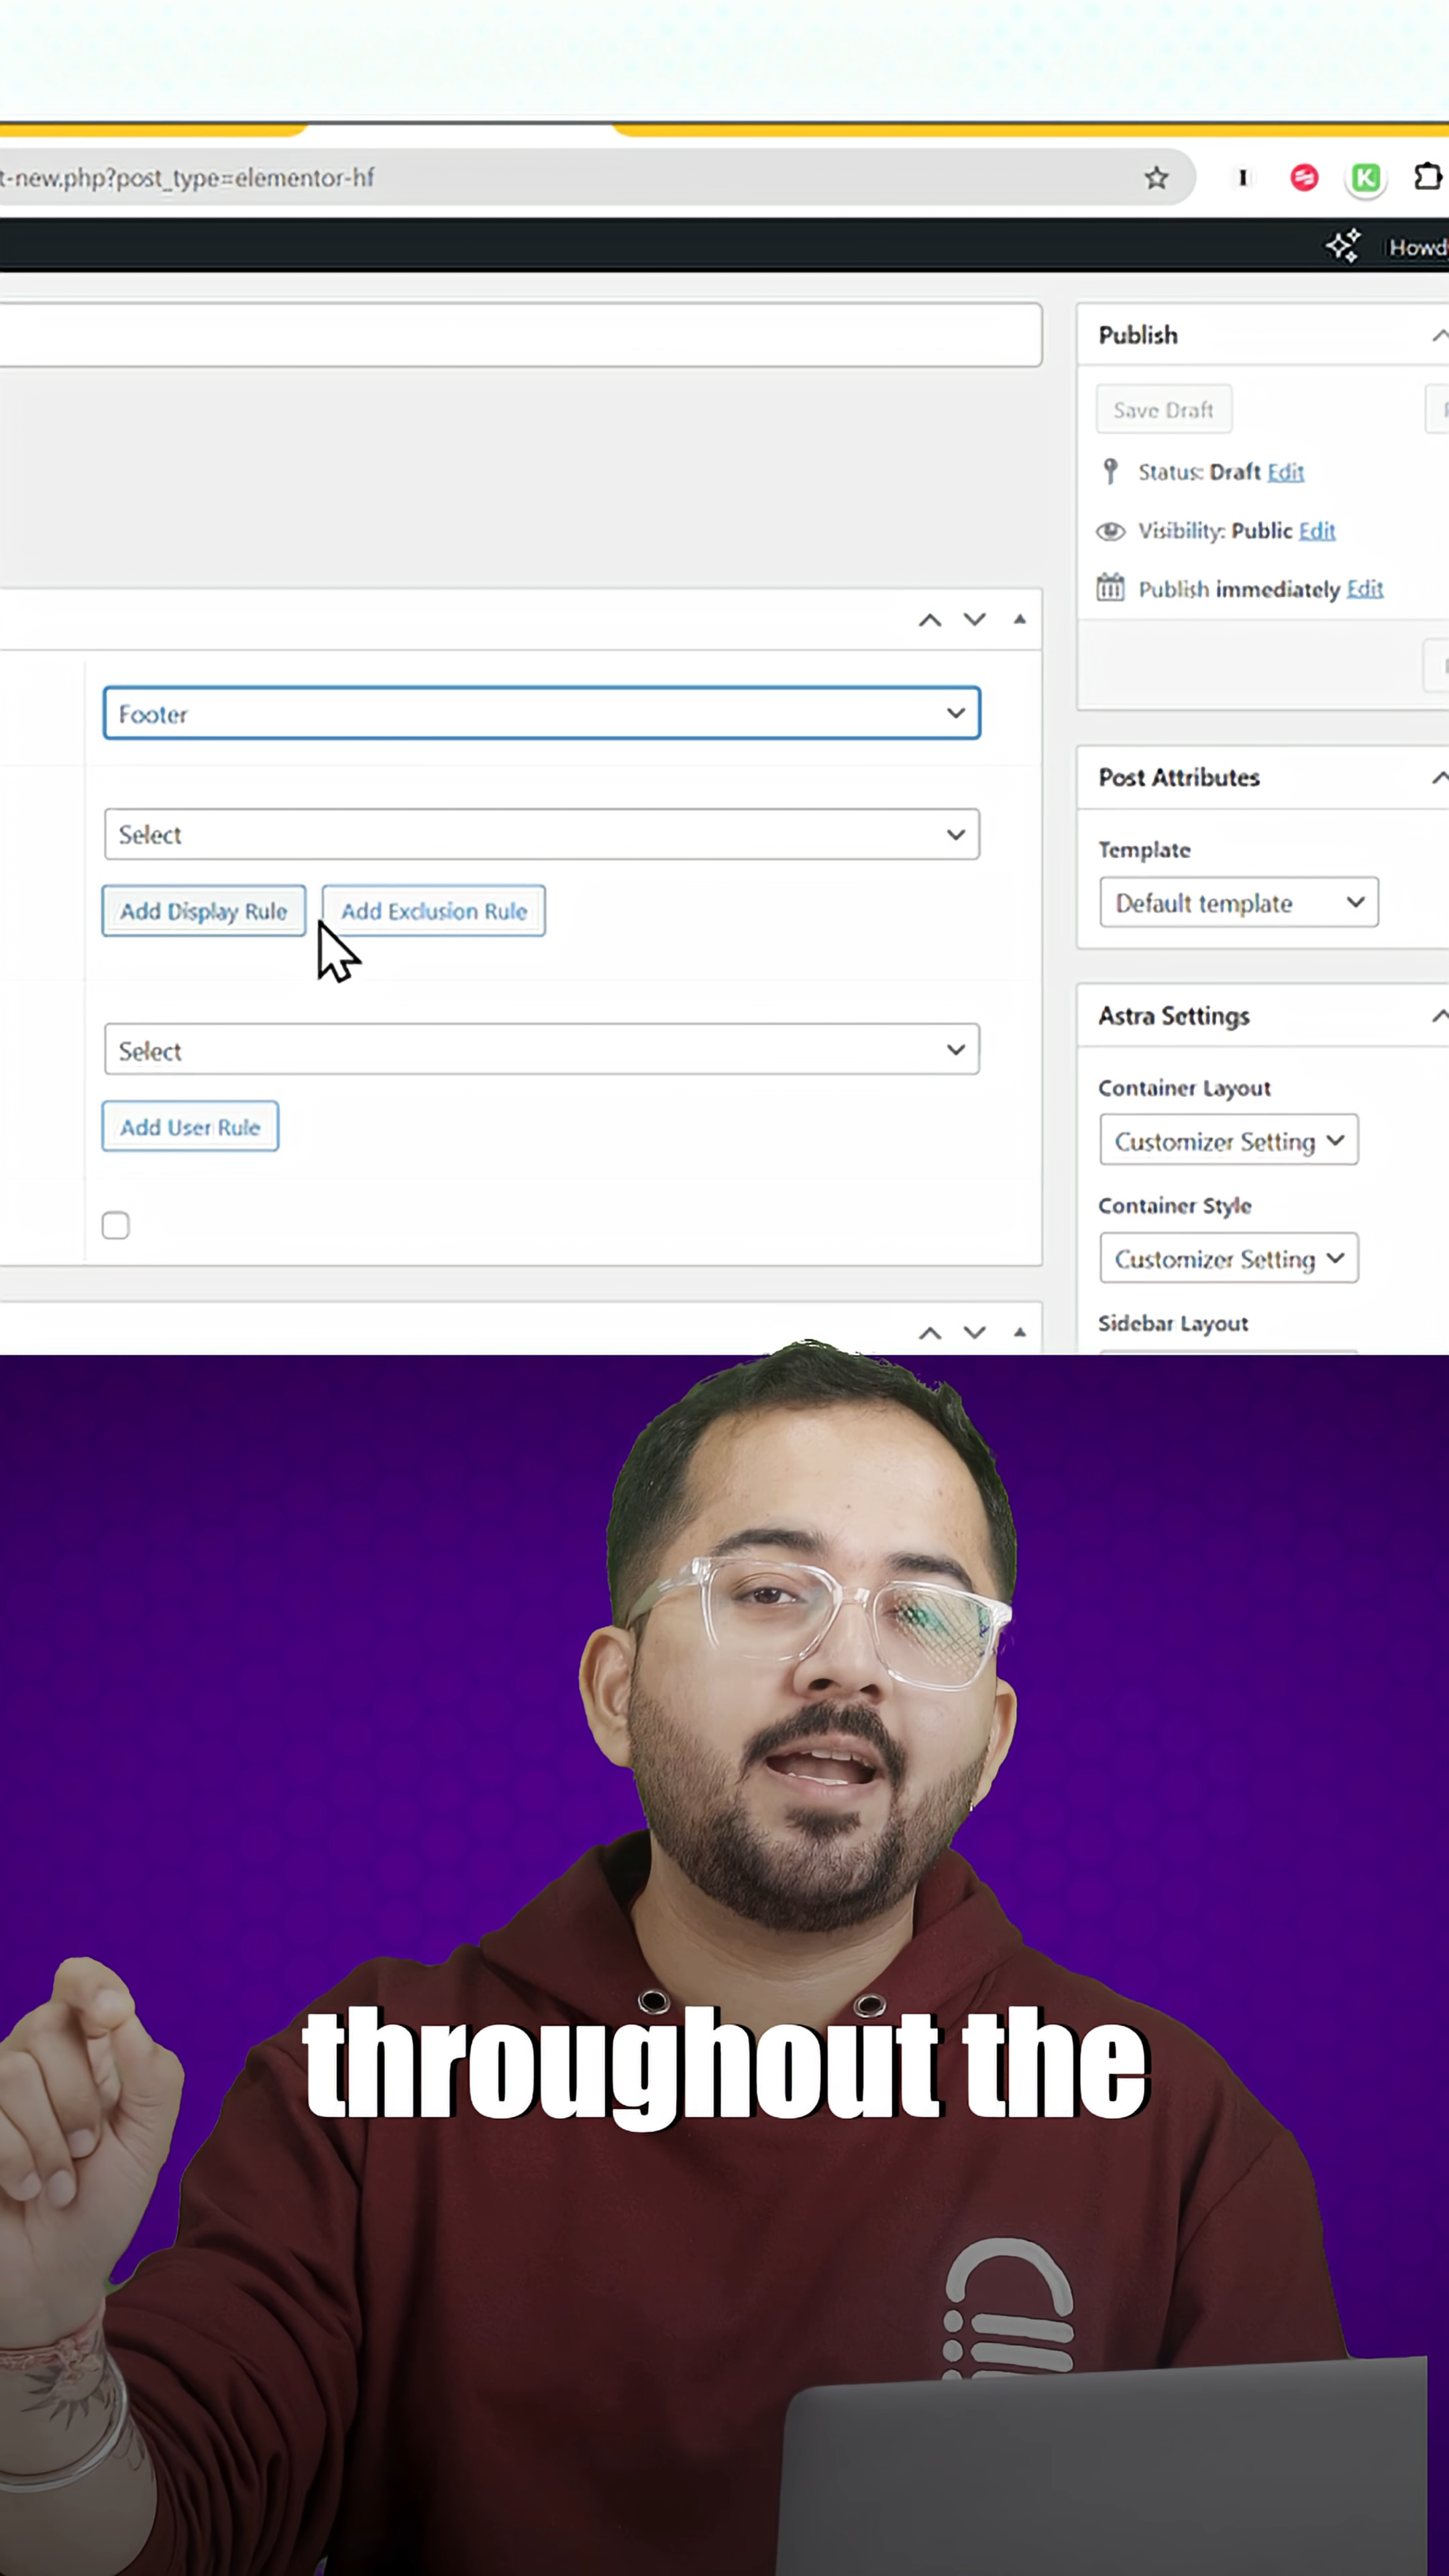 t-new.php?post_type=elementor-hf
K
Howd
Publish
Save Draft
Status: Draft Edit
Visibility: Public Edit
Publish immediately Edit
Footer
Select
Add Display Rule
Add Exclusion Rule
Select
Add User Rule
Post Attributes
Template
Default template
Astra Settings
Container Layout
Customizer Setting
Container Style
Customizer Setting
Sidebar Layout
throughout the